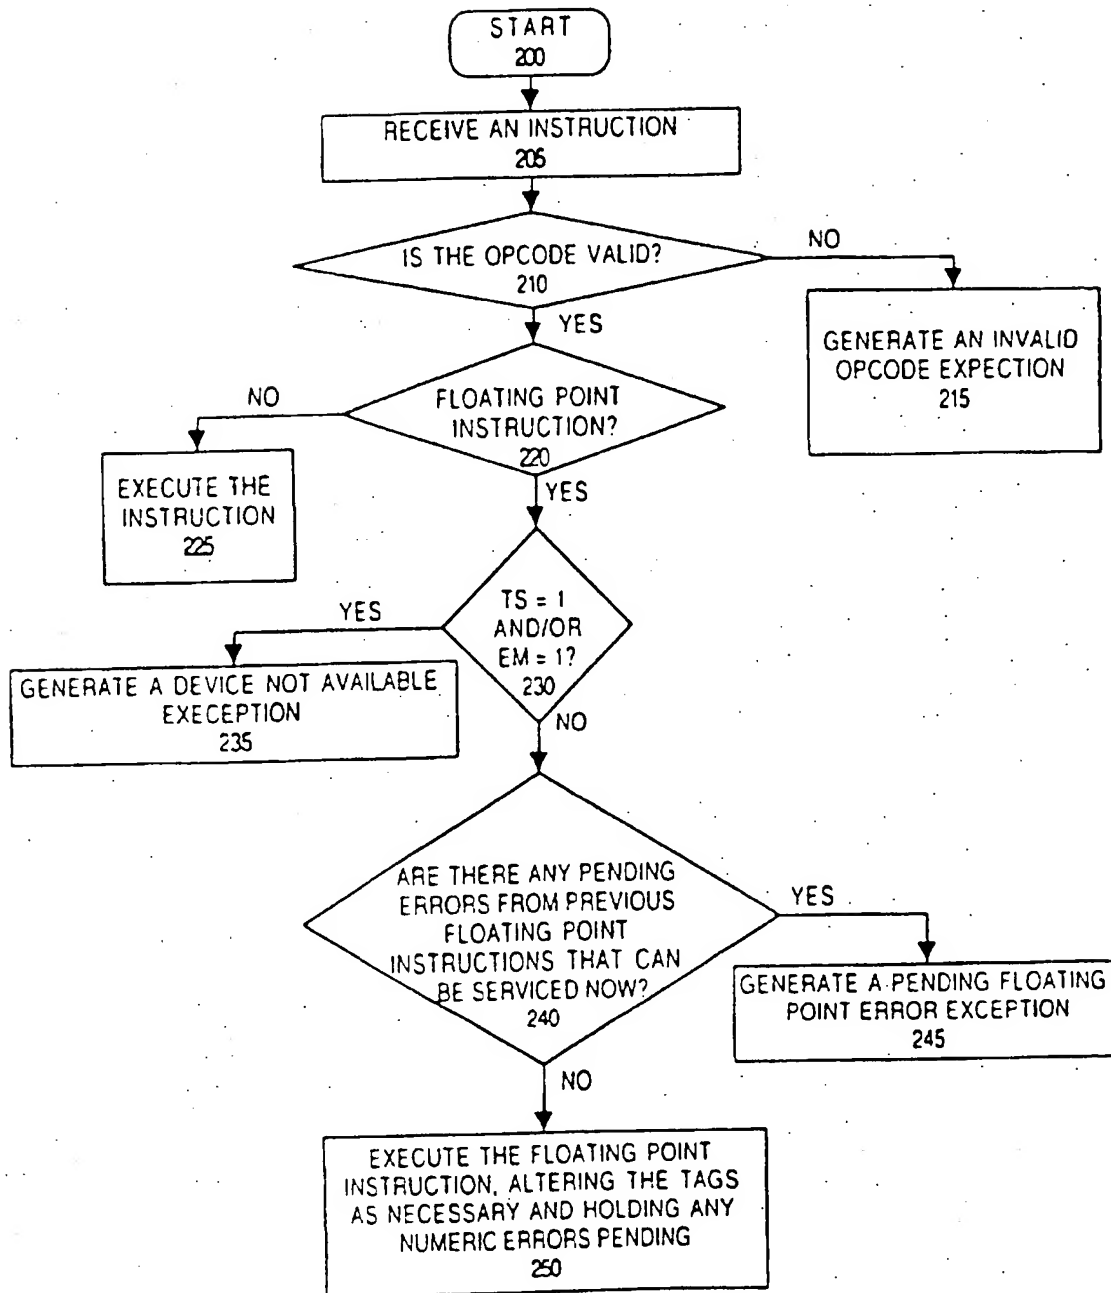 START
200
RECEIVE AN INSTRUCTION
205
IS THE OPCODE VALID?
210
NO
YES
GENERATE AN INVALID
OPCODE EXPECTION
215
FLOATING POINT
INSTRUCTION?
220
NO
YES
EXECUTE THE
INSTRUCTION
225
TS = 1
AND/OR
EM = 1?
230
YES
NO
GENERATE A DEVICE NOT AVAILABLE
EXECEPTION
235
ARE THERE ANY PENDING
ERRORS FROM PREVIOUS
FLOATING POINT
INSTRUCTIONS THAT CAN
BE SERVICED NOW?
240
YES
NO
GENERATE A PENDING FLOATING
POINT ERROR EXCEPTION
245
EXECUTE THE FLOATING POINT
INSTRUCTION, ALTERING THE TAGS
AS NECESSARY AND HOLDING ANY
NUMERIC ERRORS PENDING
250